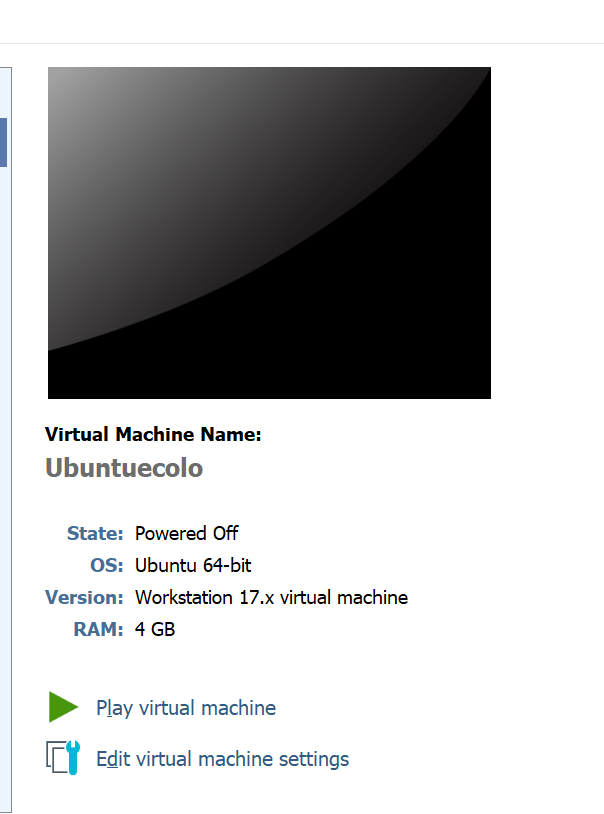 Virtual Machine Name:
Ubuntuecolo
State: Powered Off
OS: Ubuntu 64-bit
Version: Workstation 17.x virtual machine
RAM: 4 GB
Play virtual machine
Edit virtual machine settings